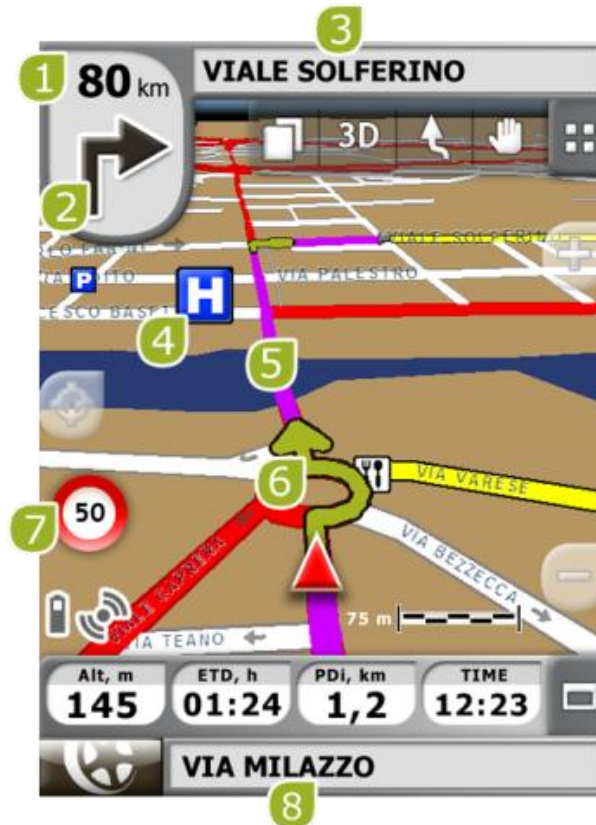 3
1
80 km
VIALE SOLFERINO
3D
2
VIALE SOLFERINO
P
VIA PALESTRO
H
4
5
6
VIA VARESE
7
50
VIA BEZZECCA
75 m
VIA TEANO
Alt, m
145
ETD, h
01:24
PDi, km
1,2
TIME
12:23
VIA MILAZZO
8